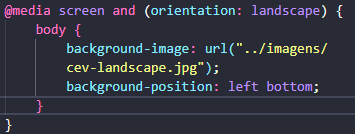 @media screen and (orientation: landscape) {
    body {
        background-image: url("../imagens/
        cev-landscape.jpg");
        background-position: left bottom;
    }
}